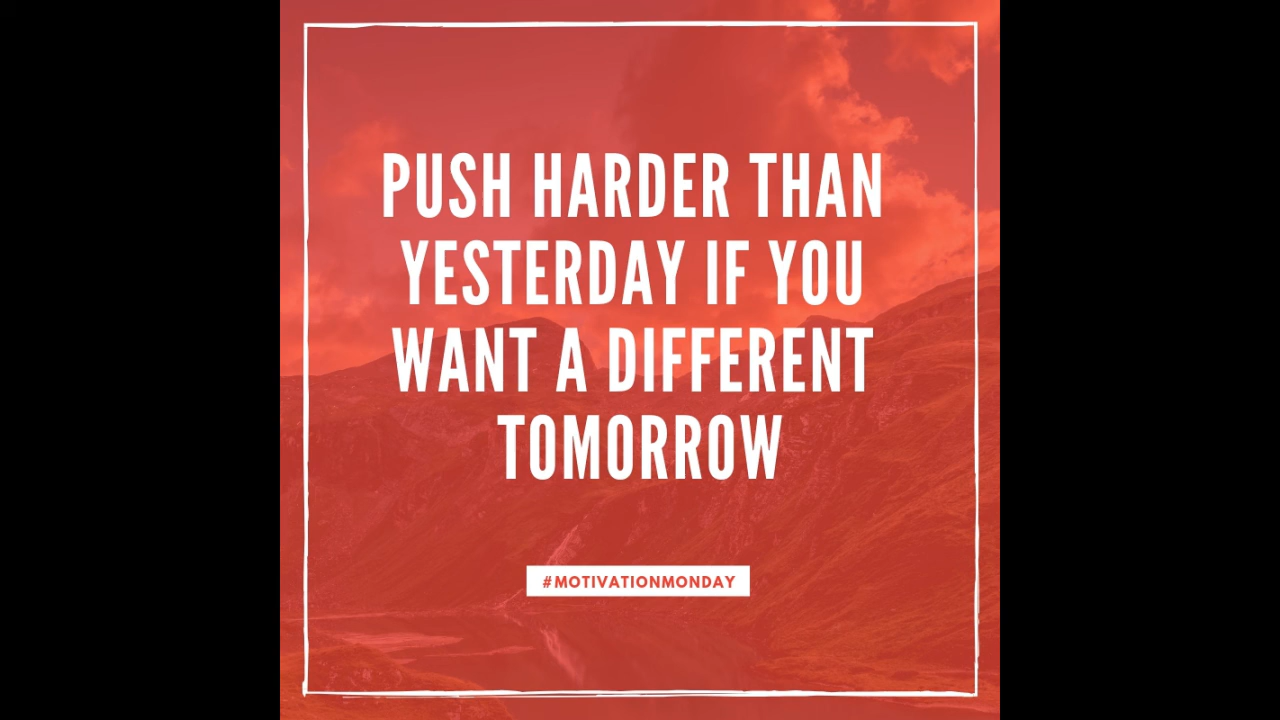 PUSH HARDER THAN
YESTERDAY IF YOU
WANT A DIFFERENT
TOMORROW
#MOTIVATIONMONDAY